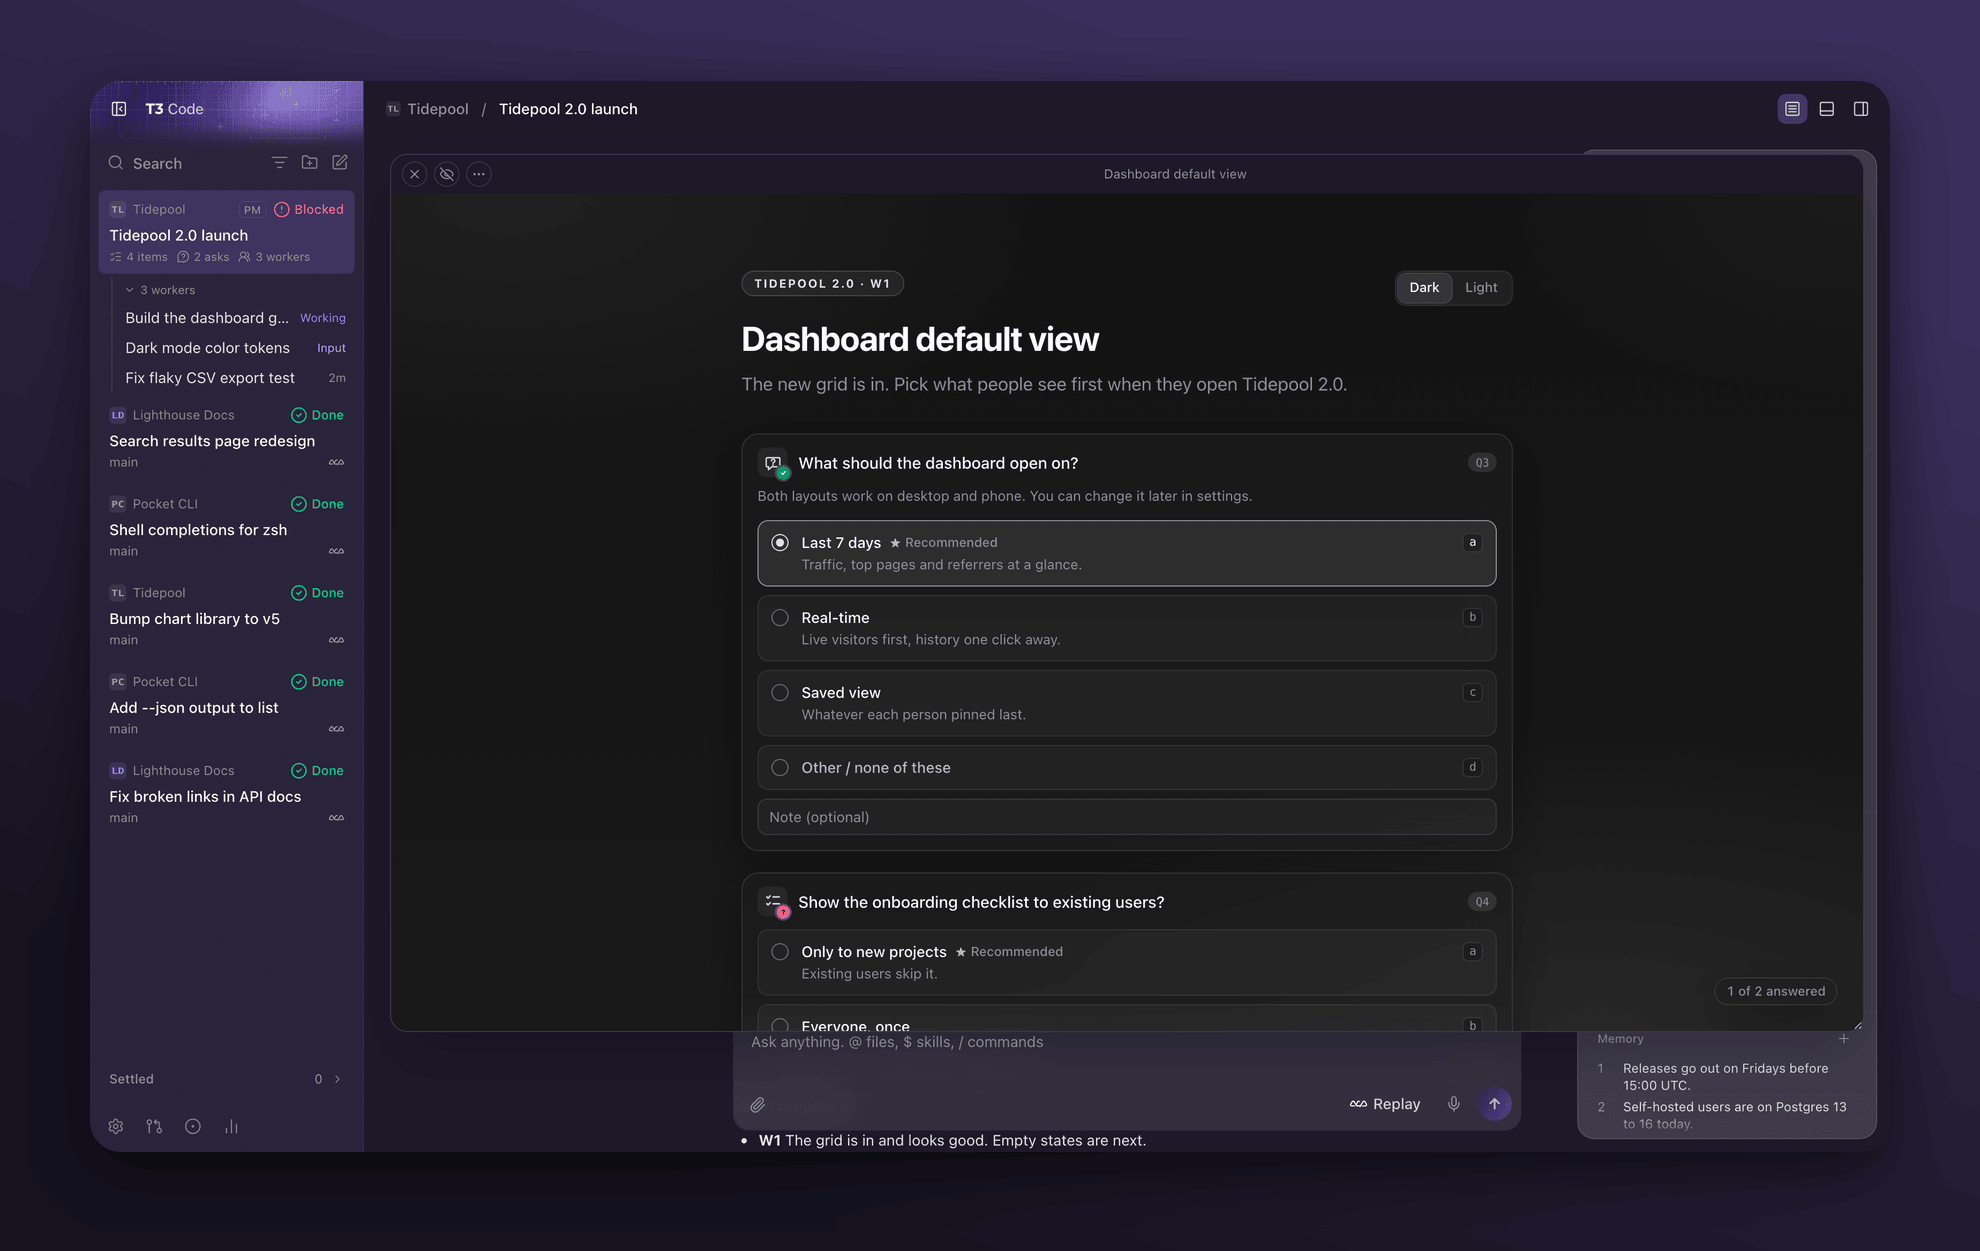 T3 Code
Search
TL Tidepool PM Blocked
Tidepool 2.0 launch
4 items 2 asks 3 workers
3 workers
Build the dashboard g... Working
Dark mode color tokens Input
Fix flaky CSV export test 2m
LD Lighthouse Docs Done
Search results page redesign
main
PC Pocket CLI Done
Shell completions for zsh
main
TL Tidepool Done
Bump chart library to v5
main
PC Pocket CLI Done
Add --json output to list
main
LD Lighthouse Docs Done
Fix broken links in API docs
main
Settled 0
TL Tidepool / Tidepool 2.0 launch
Dashboard default view
TIDEPOOL 2.0 · W1
Dark Light
Dashboard default view
The new grid is in. Pick what people see first when they open Tidepool 2.0.
What should the dashboard open on? Q3
Both layouts work on desktop and phone. You can change it later in settings.
Last 7 days ★ Recommended a
Traffic, top pages and referrers at a glance.
Real-time b
Live visitors first, history one click away.
Saved view c
Whatever each person pinned last.
Other / none of these d
Note (optional)
Show the onboarding checklist to existing users? Q4
Only to new projects ★ Recommended a
Existing users skip it.
Everyone, once b
1 of 2 answered
Ask anything. @ files, $ skills, / commands
Replay
• W1 The grid is in and looks good. Empty states are next.
Memory
1 Releases go out on Fridays before
15:00 UTC.
2 Self-hosted users are on Postgres 13
to 16 today.